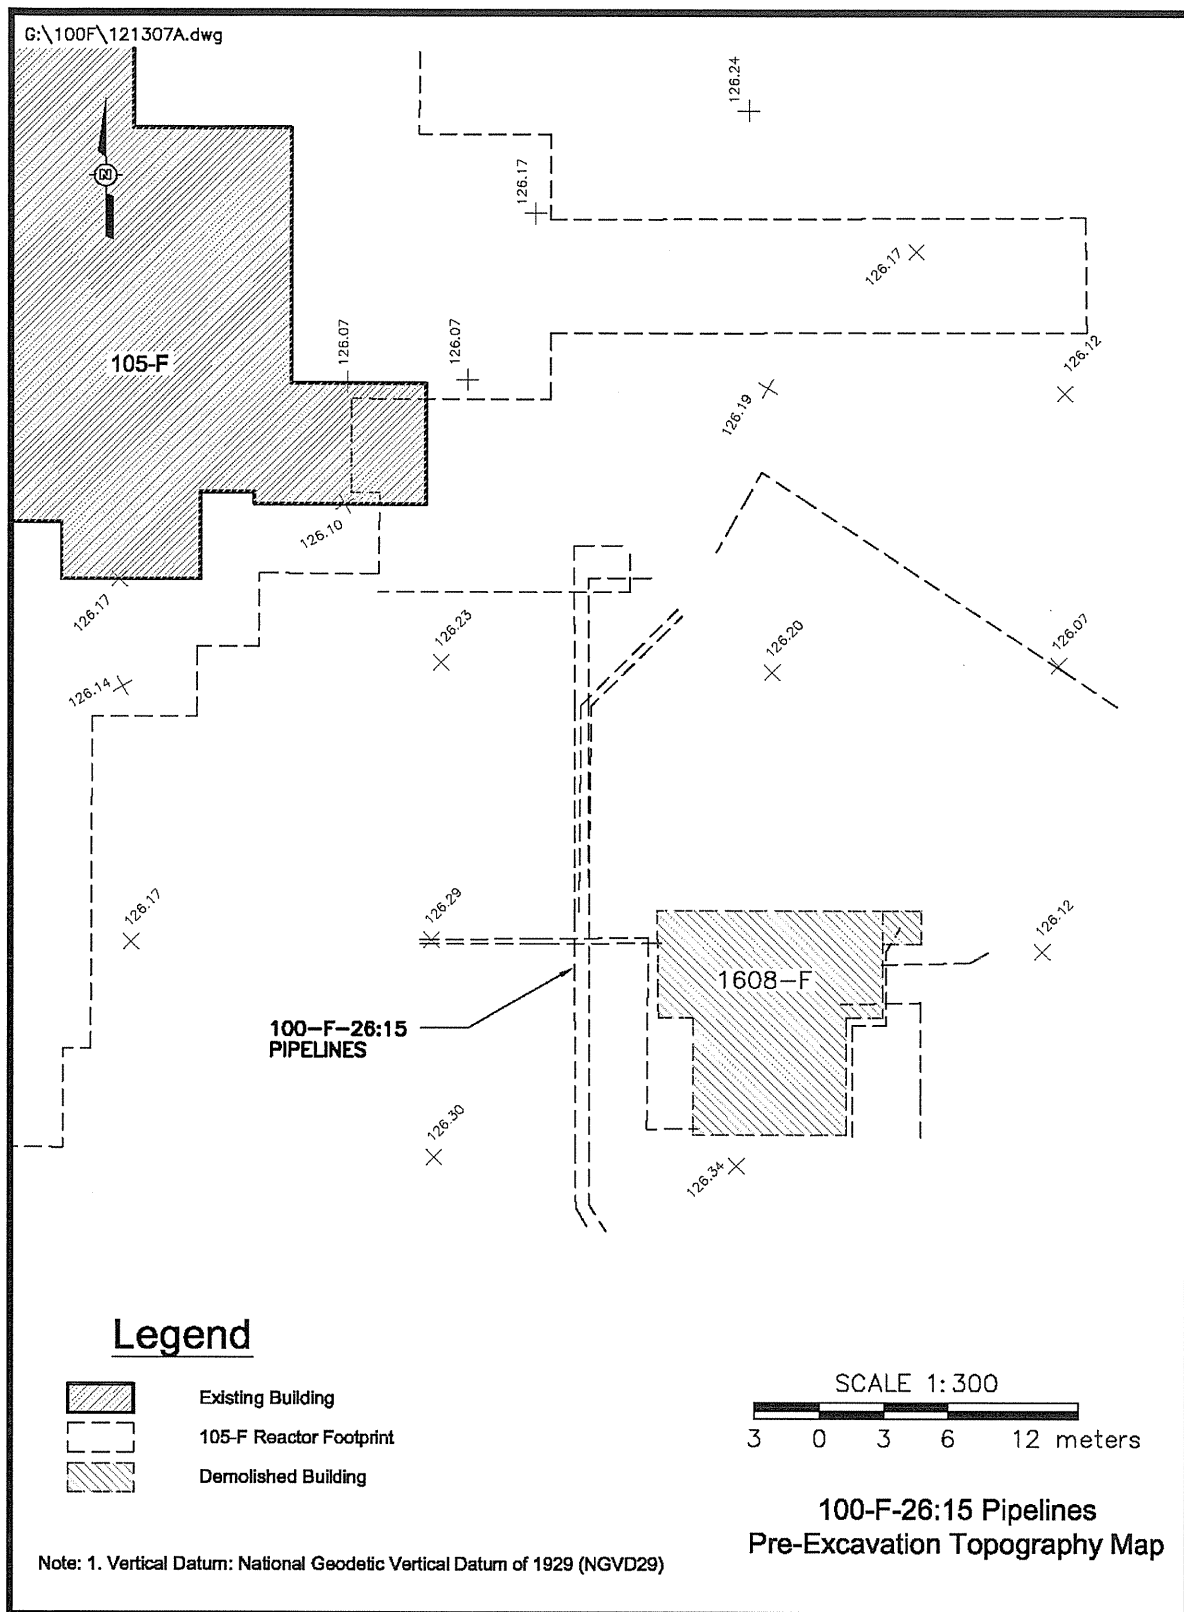 G:\100F\121307A.dwg
126.24
126.17
N
126.17
126.07
126.07
126.12
105-F
126.19
126.10
126.17
126.23
126.20
126.07
126.14
126.17
126.29
126.12
1608-F
100-F-26:15
PIPELINES
126.30
126.34
Legend
Existing Building
105-F Reactor Footprint
Demolished Building
SCALE 1:300
3 0 3 6 12 meters
100-F-26:15 Pipelines
Pre-Excavation Topography Map
Note: 1. Vertical Datum: National Geodetic Vertical Datum of 1929 (NGVD29)